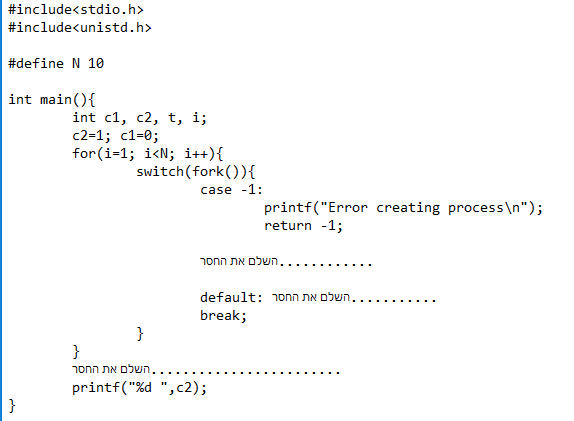 #include<stdio.h>
#include<unistd.h>
#define N 10
int main(){
int c1, c2, t, i;
c2=1; c1=0;
for(i=1; i<N; i++){
switch(fork()){
case -1:
printf("Error creating process\n");
return -1;
השלם את החסר............
default: השלם את החסר...........
break;
}
}
השלם את החסר........................
printf("%d ",c2);
}